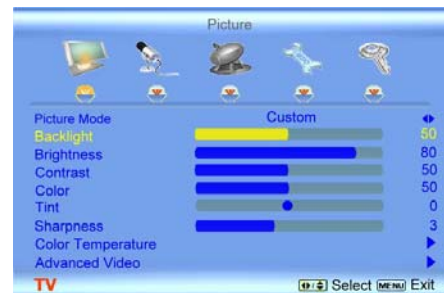 Picture
Picture Mode Custom
Backlight 50
Brightness 80
Contrast 50
Color 50
Tint 0
Sharpness 3
Color Temperature
Advanced Video
TV Select MENU Exit